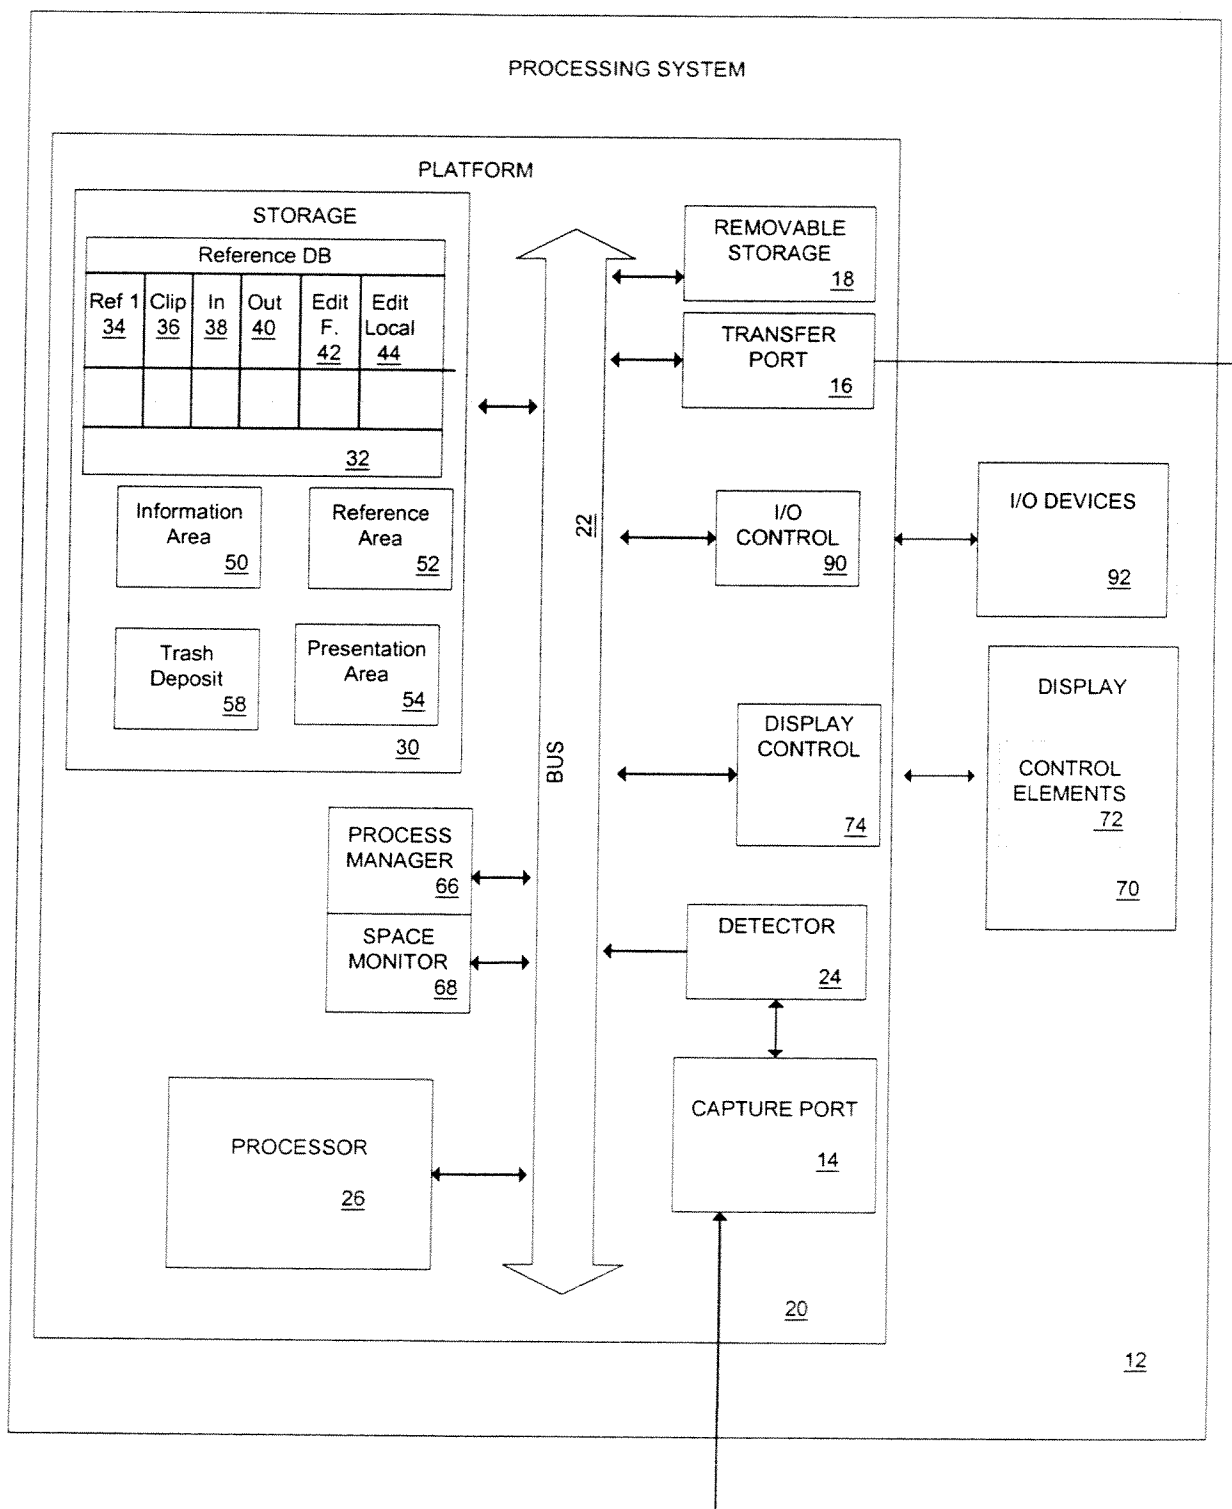 PROCESSING SYSTEM
PLATFORM
STORAGE
Reference DB
Ref 1
34
Clip
36
In
38
Out
40
Edit
F.
42
Edit
Local
44
32
Information
Area
50
Reference
Area
52
Trash
Deposit
58
Presentation
Area
54
30
PROCESS
MANAGER
66
SPACE
MONITOR
68
PROCESSOR
26
22
BUS
REMOVABLE
STORAGE
18
TRANSFER
PORT
16
I/O
CONTROL
90
I/O DEVICES
92
DISPLAY
CONTROL
74
DISPLAY
CONTROL
ELEMENTS
72
70
DETECTOR
24
CAPTURE PORT
14
20
12